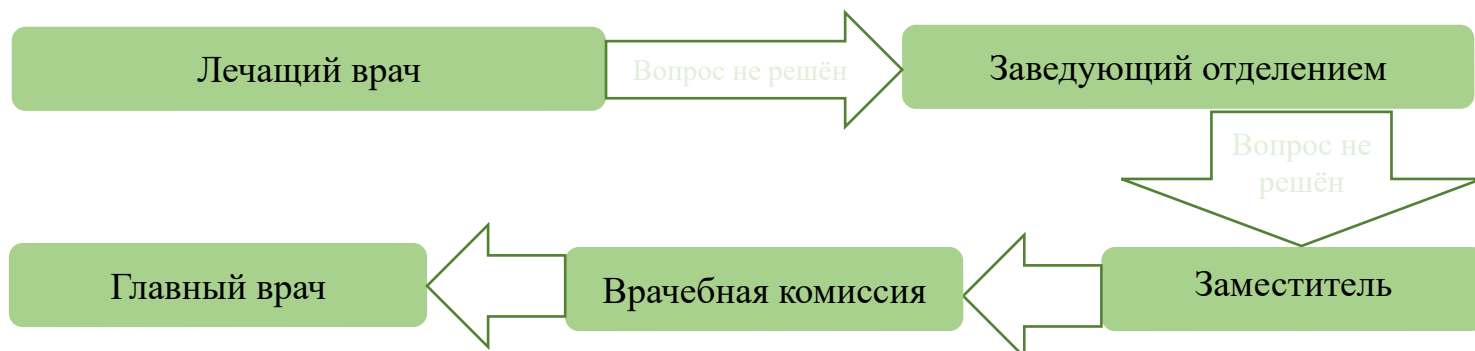 Лечащий врач
Вопрос не решён
Заведующий отделением
Вопрос не
решён
Заместитель
Врачебная комиссия
Главный врач